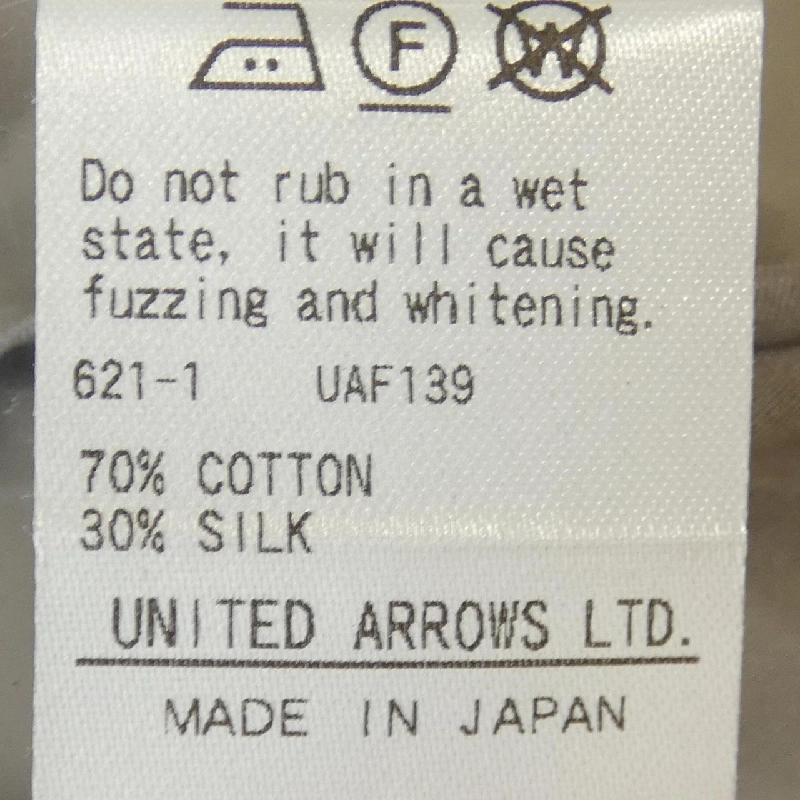 F W
Do not rub in a wet
state, it will cause
fuzzing and whitening.
621-1 UAF139
70% COTTON
30% SILK
UNITED ARROWS LTD.
MADE IN JAPAN